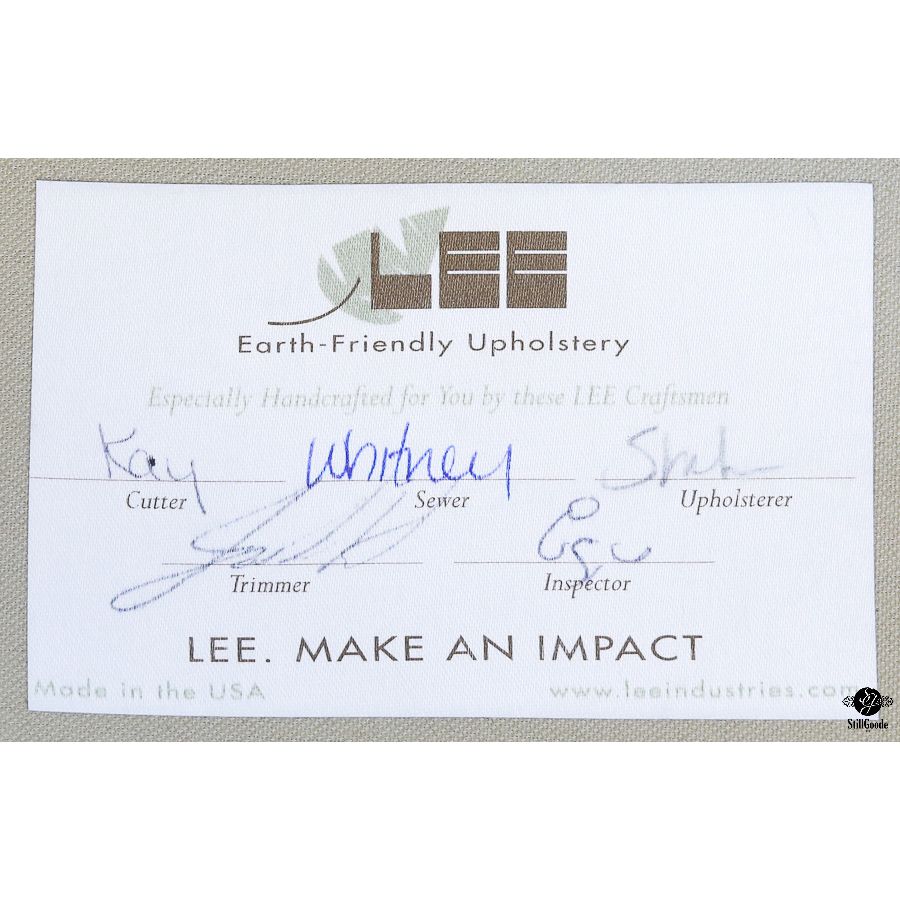 LEE
Earth-Friendly Upholstery
Especially Handcrafted for You by these LEE Craftsmen
Kay Whitney
Cutter Sewer Upholsterer
Trimmer Inspector
LEE. MAKE AN IMPACT
Made in the USA www.leeindustries.com
StillGoode